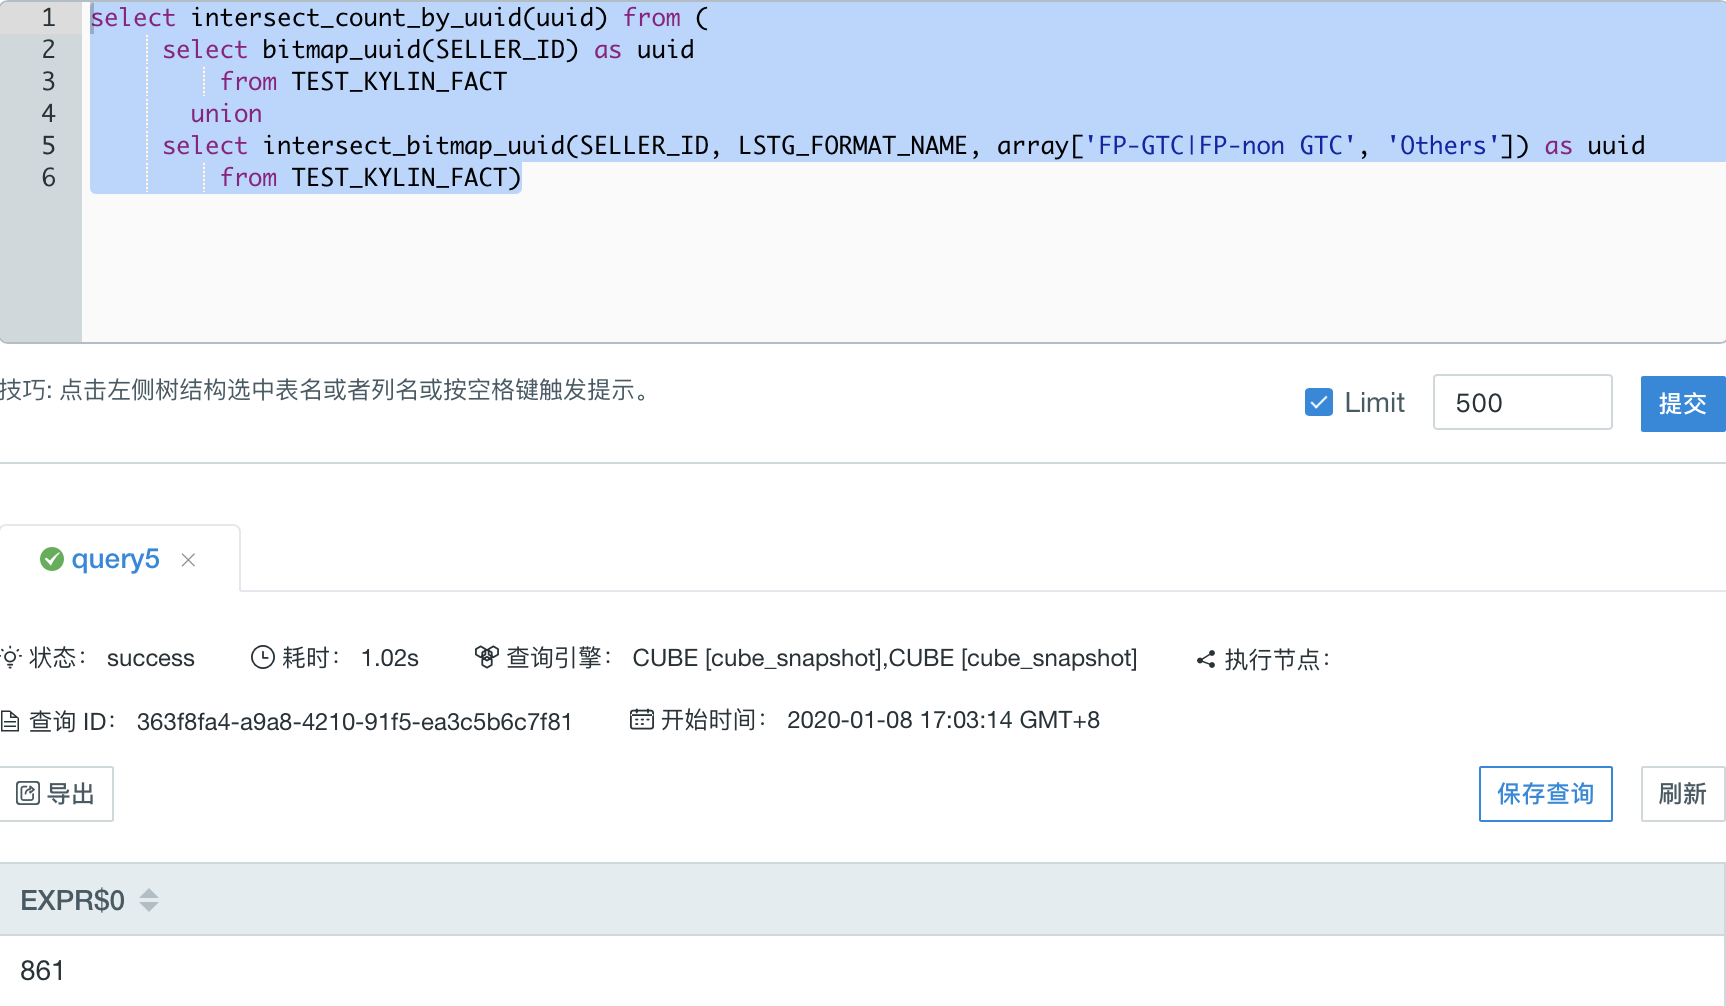 1 select intersect_count_by_uuid(uuid) from (
2 select bitmap_uuid(SELLER_ID) as uuid
3 from TEST_KYLIN_FACT
4 union
5 select intersect_bitmap_uuid(SELLER_ID, LSTG_FORMAT_NAME, array['FP-GTC|FP-non GTC', 'Others']) as uuid
6 from TEST_KYLIN_FACT)
技巧: 点击左侧树结构选中表名或者列名或按空格键触发提示。
Limit 500 提交
query5
状态: success 耗时: 1.02s 查询引擎: CUBE [cube_snapshot],CUBE [cube_snapshot] 执行节点:
查询 ID: 363f8fa4-a9a8-4210-91f5-ea3c5b6c7f81 开始时间: 2020-01-08 17:03:14 GMT+8
导出 保存查询 刷新
EXPR$0
861